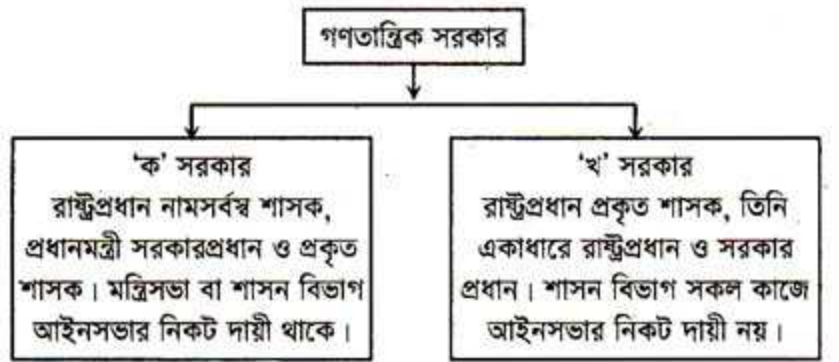 গণতান্ত্রিক সরকার
'ক' সরকার
রাষ্ট্রপ্রধান নামসর্বস্ব শাসক,
প্রধানমন্ত্রী সরকারপ্রধান ও প্রকৃত
শাসক। মন্ত্রিসভা বা শাসন বিভাগ
আইনসভার নিকট দায়ী থাকে।
'খ' সরকার
রাষ্ট্রপ্রধান প্রকৃত শাসক, তিনি
একাধারে রাষ্ট্রপ্রধান ও সরকার
প্রধান। শাসন বিভাগ সকল কাজে
আইনসভার নিকট দায়ী নয়।